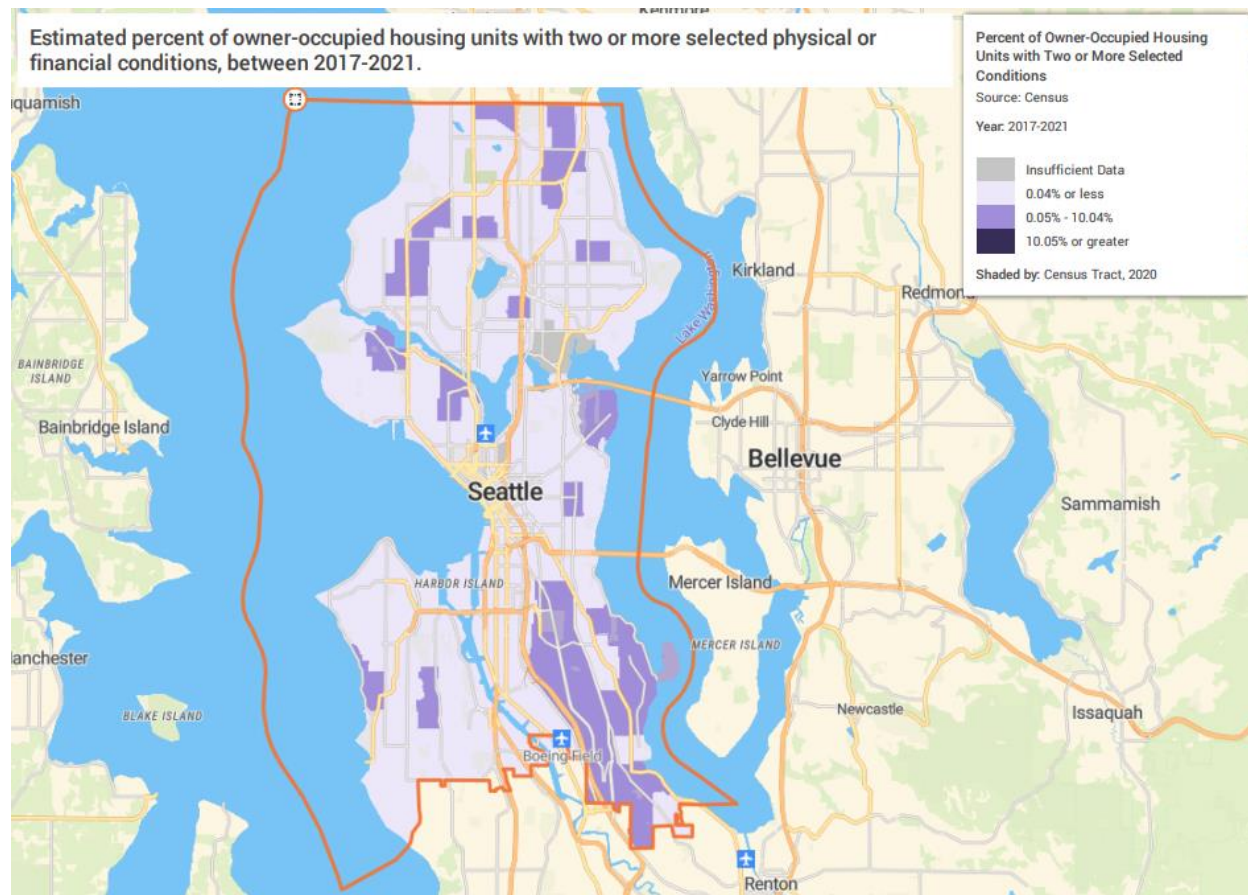 Kenmore
Estimated percent of owner-occupied housing units with two or more selected physical or
financial conditions, between 2017-2021.
Percent of Owner-Occupied Housing
Units with Two or More Selected
Conditions
Source: Census
Year: 2017-2021
Insufficient Data
0.04% or less
0.05% - 10.04%
10.05% or greater
Shaded by: Census Tract, 2020
uquamish
Kirkland
Redmond
Lake Washington
BAINBRIDGE
ISLAND
Yarrow Point
Bainbridge Island
Clyde Hill
Bellevue
Seattle
Sammamish
HARBOR ISLAND
Mercer Island
MERCER ISLAND
anchester
BLAKE ISLAND
Newcastle
Issaquah
Boeing Field
Renton